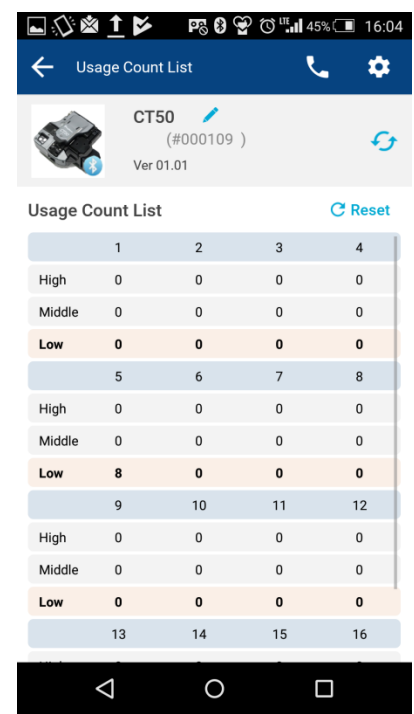 LTE 45% 16:04
Usage Count List
CT50
(#000109 )
Ver 01.01
Usage Count List Reset
1 2 3 4
High 0 0 0 0
Middle 0 0 0 0
Low 0 0 0 0
5 6 7 8
High 0 0 0 0
Middle 0 0 0 0
Low 8 0 0 0
9 10 11 12
High 0 0 0 0
Middle 0 0 0 0
Low 0 0 0 0
13 14 15 16